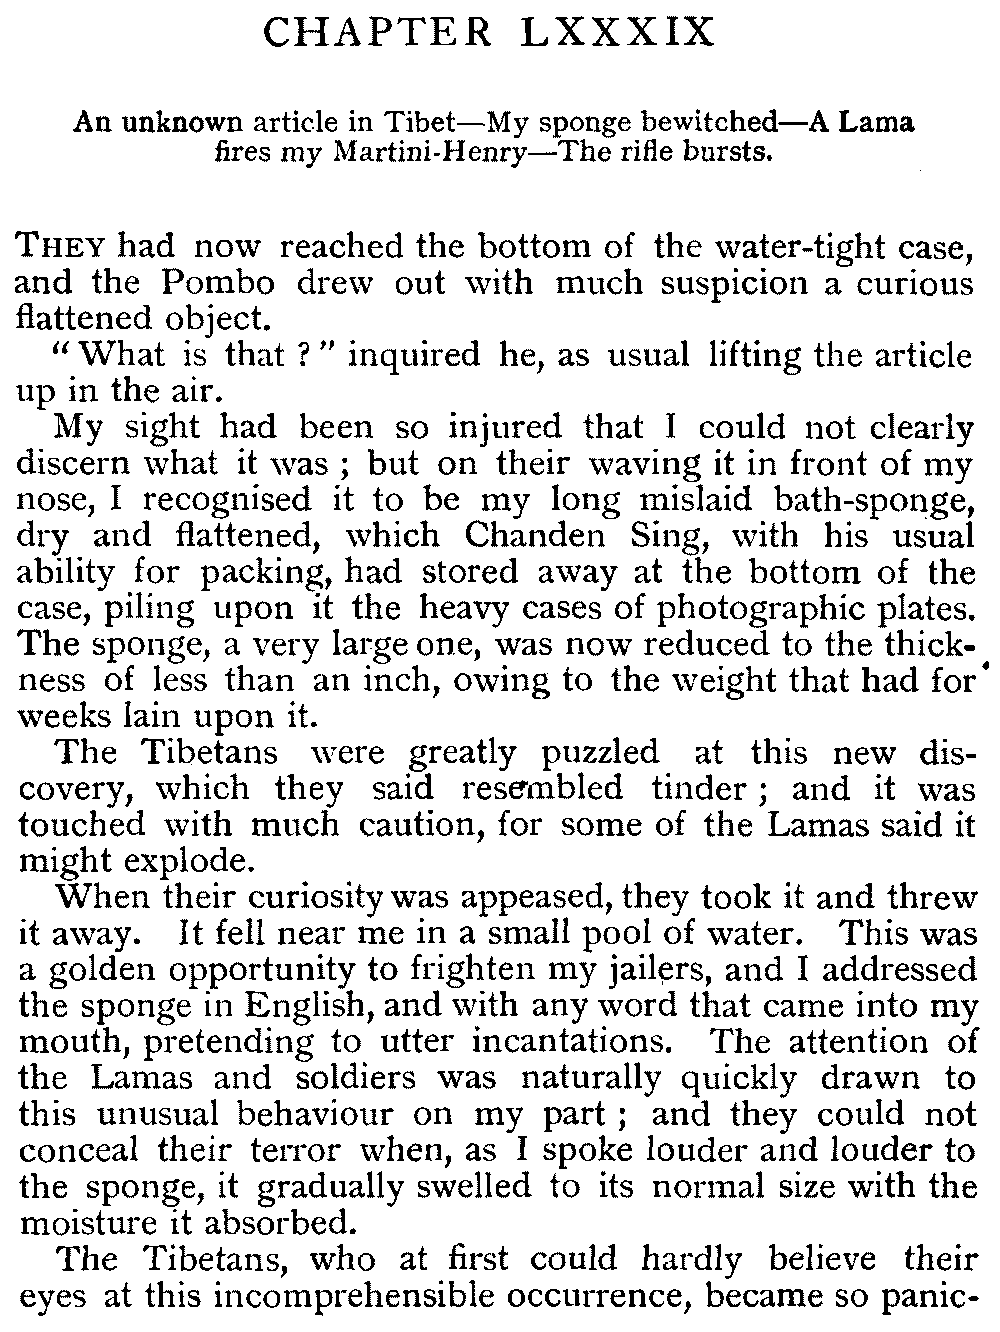 CHAPTER LXXXIX
An unknown article in Tibet—My sponge bewitched—A Lama
fires my Martini-Henry—The rifle bursts.
THEY had now reached the bottom of the water-tight case,
and the Pombo drew out with much suspicion a curious
flattened object.
“What is that ?” inquired he, as usual lifting the article
up in the air.
My sight had been so injured that I could not clearly
discern what it was ; but on their waving it in front of my
nose, I recognised it to be my long mislaid bath-sponge,
dry and flattened, which Chanden Sing, with his usual
ability for packing, had stored away at the bottom of the
case, piling upon it the heavy cases of photographic plates.
The sponge, a very large one, was now reduced to the thick-
ness of less than an inch, owing to the weight that had for
weeks lain upon it.
The Tibetans were greatly puzzled at this new dis-
covery, which they said resembled tinder ; and it was
touched with much caution, for some of the Lamas said it
might explode.
When their curiosity was appeased, they took it and threw
it away. It fell near me in a small pool of water. This was
a golden opportunity to frighten my jailers, and I addressed
the sponge in English, and with any word that came into my
mouth, pretending to utter incantations. The attention of
the Lamas and soldiers was naturally quickly drawn to
this unusual behaviour on my part ; and they could not
conceal their terror when, as I spoke louder and louder to
the sponge, it gradually swelled to its normal size with the
moisture it absorbed.
The Tibetans, who at first could hardly believe their
eyes at this incomprehensible occurrence, became so panic-